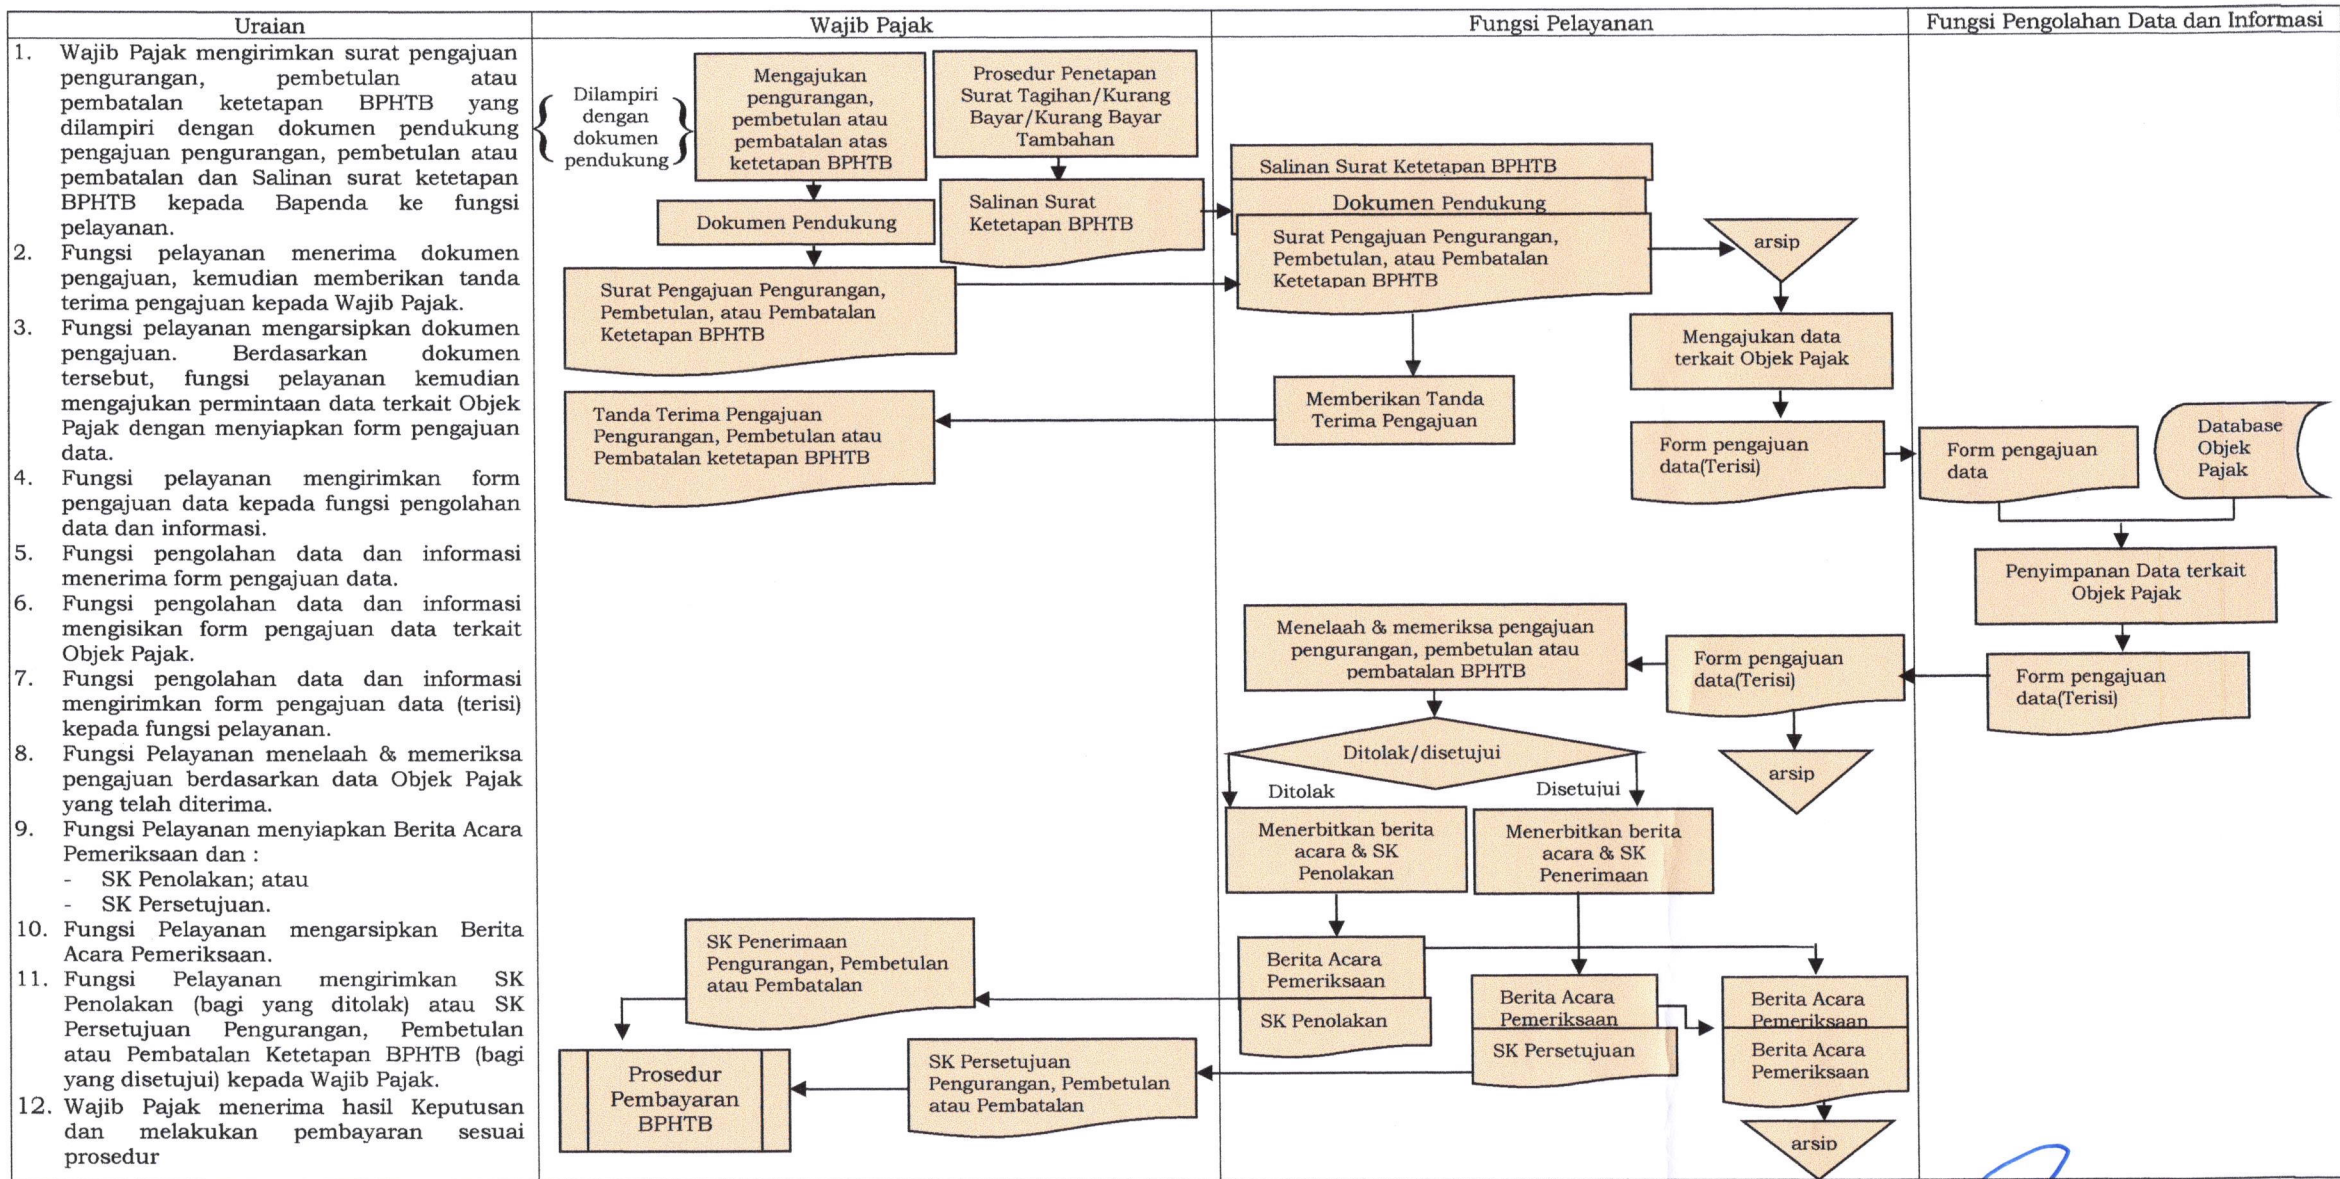 Uraian
1. Wajib Pajak mengirimkan surat pengajuan
pengurangan, pembetulan atau
pembatalan ketetapan BPHTB yang
dilampiri dengan dokumen pendukung
pengajuan pengurangan, pembetulan atau
pembatalan dan Salinan surat ketetapan
BPHTB kepada Bapenda ke fungsi
pelayanan.
2. Fungsi pelayanan menerima dokumen
pengajuan, kemudian memberikan tanda
terima pengajuan kepada Wajib Pajak.
3. Fungsi pelayanan mengarsipkan dokumen
pengajuan. Berdasarkan dokumen
tersebut, fungsi pelayanan kemudian
mengajukan permintaan data terkait Objek
Pajak dengan menyiapkan form pengajuan
data.
4. Fungsi pelayanan mengirimkan form
pengajuan data kepada fungsi pengolahan
data dan informasi.
5. Fungsi pengolahan data dan informasi
menerima form pengajuan data.
6. Fungsi pengolahan data dan informasi
mengisikan form pengajuan data terkait
Objek Pajak.
7. Fungsi pengolahan data dan informasi
mengirimkan form pengajuan data (terisi)
kepada fungsi pelayanan.
8. Fungsi Pelayanan menelaah & memeriksa
pengajuan berdasarkan data Objek Pajak
yang telah diterima.
9. Fungsi Pelayanan menyiapkan Berita Acara
Pemeriksaan dan :
- SK Penolakan; atau
- SK Persetujuan.
10. Fungsi Pelayanan mengarsipkan Berita
Acara Pemeriksaan.
11. Fungsi Pelayanan mengirimkan SK
Penolakan (bagi yang ditolak) atau SK
Persetujuan Pengurangan, Pembetulan
atau Pembatalan Ketetapan BPHTB (bagi
yang disetujui) kepada Wajib Pajak.
12. Wajib Pajak menerima hasil Keputusan
dan melakukan pembayaran sesuai
prosedur
Wajib Pajak
Dilampiri
dengan
dokumen
pendukung
Mengajukan
pengurangan,
pembetulan atau
pembatalan atas
ketetapan BPHTB
Prosedur Penetapan
Surat Tagihan/Kurang
Bayar/Kurang Bayar
Tambahan
Dokumen Pendukung
Salinan Surat
Ketetapan BPHTB
Surat Pengajuan Pengurangan,
Pembetulan, atau Pembatalan
Ketetapan BPHTB
Tanda Terima Pengajuan
Pengurangan, Pembetulan atau
Pembatalan ketetapan BPHTB
SK Penerimaan
Pengurangan, Pembetulan
atau Pembatalan
Prosedur
Pembayaran
BPHTB
SK Persetujuan
Pengurangan, Pembetulan
atau Pembatalan
Fungsi Pelayanan
Salinan Surat Ketetapan BPHTB
Dokumen Pendukung
Surat Pengajuan Pengurangan,
Pembetulan, atau Pembatalan
Ketetapan BPHTB
arsip
Mengajukan data
terkait Objek Pajak
Memberikan Tanda
Terima Pengajuan
Form pengajuan
data(Terisi)
Menelaah & memeriksa pengajuan
pengurangan, pembetulan atau
pembatalan BPHTB
Form pengajuan
data(Terisi)
Ditolak/disetujui
arsip
Ditolak
Disetujui
Menerbitkan berita
acara & SK
Penolakan
Menerbitkan berita
acara & SK
Penerimaan
Berita Acara
Pemeriksaan
SK Penolakan
Berita Acara
Pemeriksaan
SK Persetujuan
Berita Acara
Pemeriksaan
Berita Acara
Pemeriksaan
arsip
Fungsi Pengolahan Data dan Informasi
Form pengajuan
data
Database
Objek
Pajak
Penyimpanan Data terkait
Objek Pajak
Form pengajuan
data(Terisi)